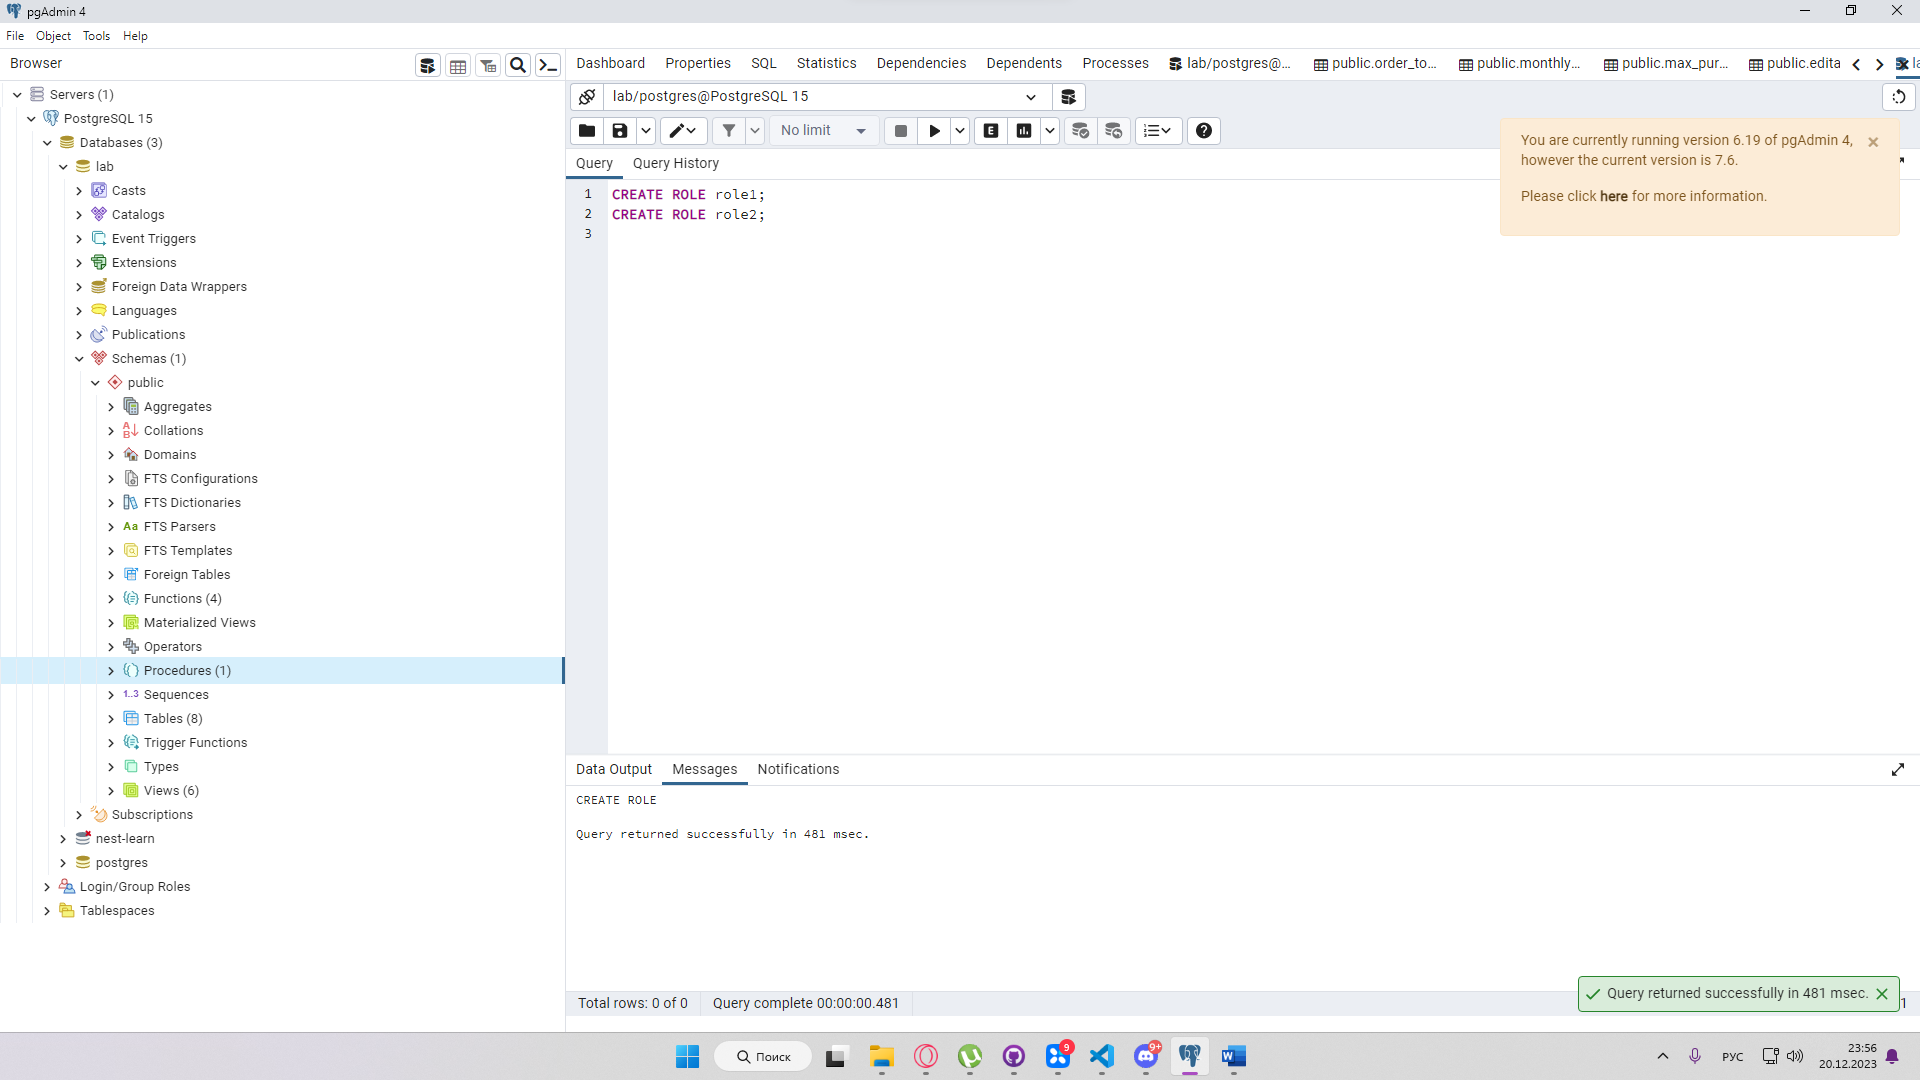 pgAdmin 4
File Object Tools Help
Browser
Dashboard Properties SQL Statistics Dependencies Dependents Processes lab/postgres@... public.order_to... public.monthly... public.max_pur... public.edita
Servers (1)
PostgreSQL 15
Databases (3)
lab
Casts
Catalogs
Event Triggers
Extensions
Foreign Data Wrappers
Languages
Publications
Schemas (1)
public
Aggregates
Collations
Domains
FTS Configurations
FTS Dictionaries
FTS Parsers
FTS Templates
Foreign Tables
Functions (4)
Materialized Views
Operators
Procedures (1)
1..3 Sequences
Tables (8)
Trigger Functions
Types
Views (6)
Subscriptions
nest-learn
postgres
Login/Group Roles
Tablespaces
lab/postgres@PostgreSQL 15
No limit
E
Query Query History
1 CREATE ROLE role1;
2 CREATE ROLE role2;
3
You are currently running version 6.19 of pgAdmin 4,
however the current version is 7.6.
Please click here for more information.
Data Output Messages Notifications
CREATE ROLE
Query returned successfully in 481 msec.
Total rows: 0 of 0 Query complete 00:00:00.481
Query returned successfully in 481 msec.
Поиск
9
9+
РУС
23:56
20.12.2023